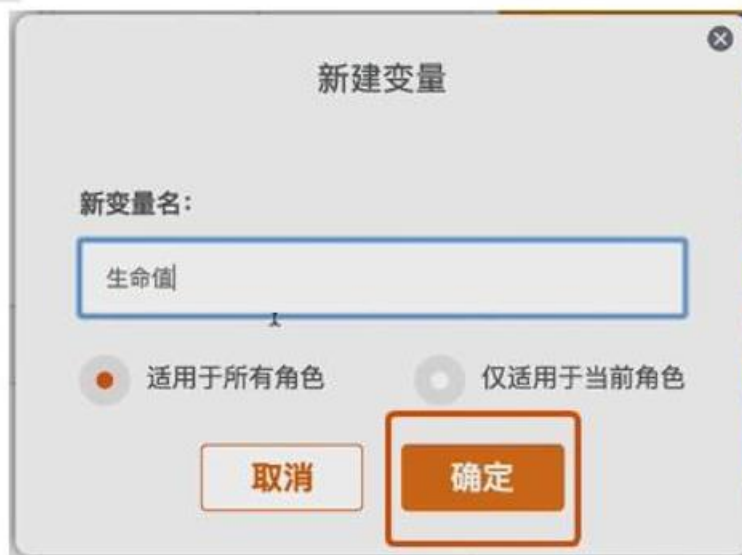 新建变量
新变量名：
生命值
适用于所有角色 仅适用于当前角色
取消 确定